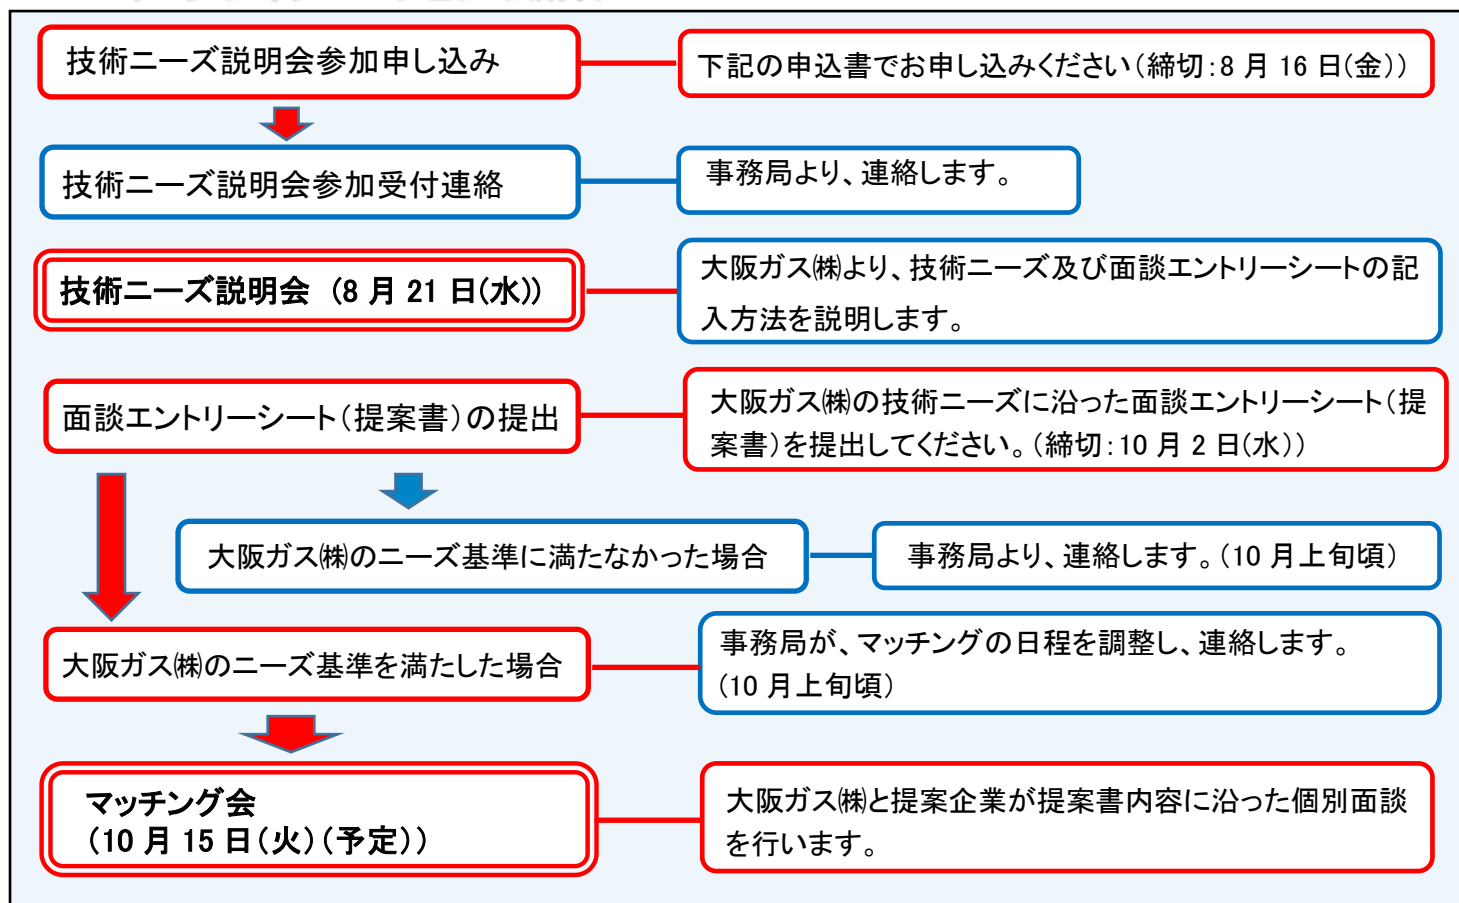 技術ニーズ説明会参加申し込み
下記の申込書でお申し込みください（締切：8 月 16 日(金)）
技術ニーズ説明会参加受付連絡
事務局より、連絡します。
技術ニーズ説明会 (8 月 21 日(水))
大阪ガス㈱より、技術ニーズ及び面談エントリーシートの記
入方法を説明します。
面談エントリーシート（提案書）の提出
大阪ガス㈱の技術ニーズに沿った面談エントリーシート（提
案書）を提出してください。（締切：10 月 2 日(水)）
大阪ガス㈱のニーズ基準に満たなかった場合
事務局より、連絡します。（10 月上旬頃）
大阪ガス㈱のニーズ基準を満たした場合
事務局が、マッチングの日程を調整し、連絡します。
（10 月上旬頃）
マッチング会
（10 月 15 日（火）（予定））
大阪ガス㈱と提案企業が提案書内容に沿った個別面談
を行います。